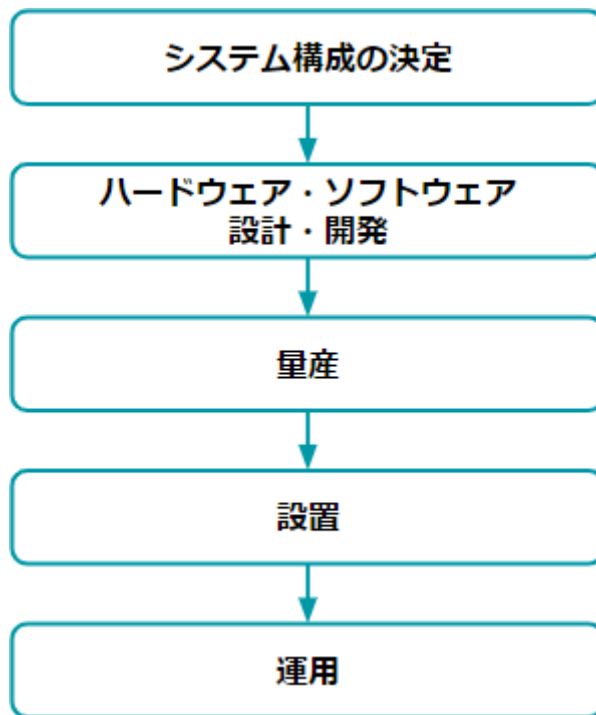 システム構成の決定
ハードウェア・ソフトウェア
設計・開発
量産
設置
運用